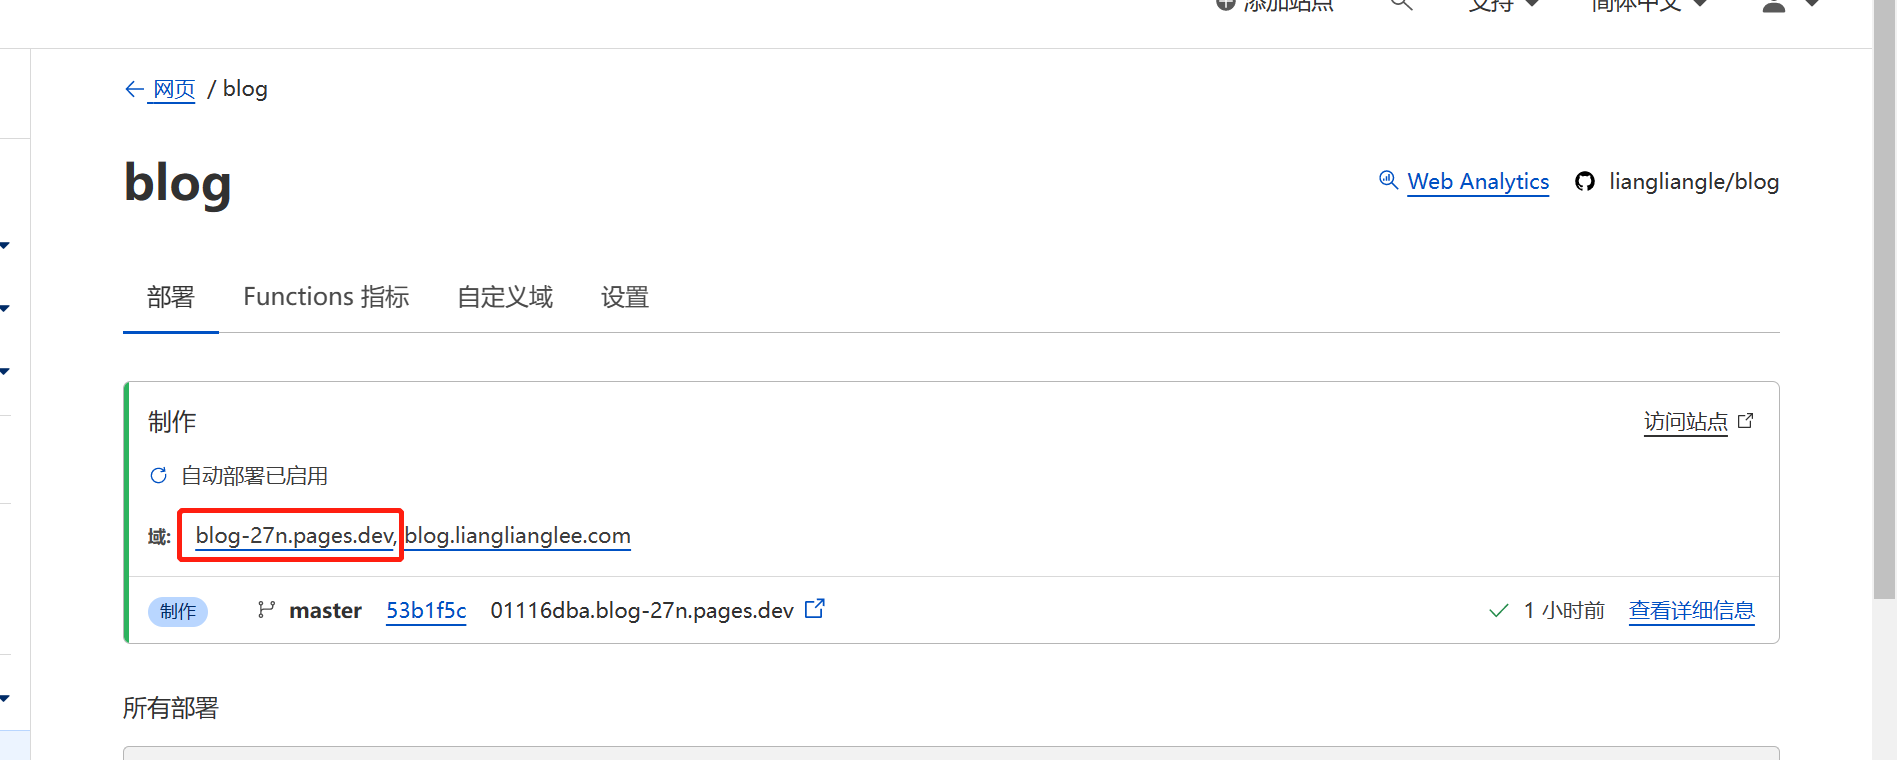 添加站点 支持 简体中文
网页 / blog
blog
Web Analytics liangliangle/blog
部署 Functions 指标 自定义域 设置
制作 访问站点
自动部署已启用
域: blog-27n.pages.dev, blog.lianglianglee.com
制作 master 53b1f5c 01116dba.blog-27n.pages.dev 1 小时前 查看详细信息
所有部署